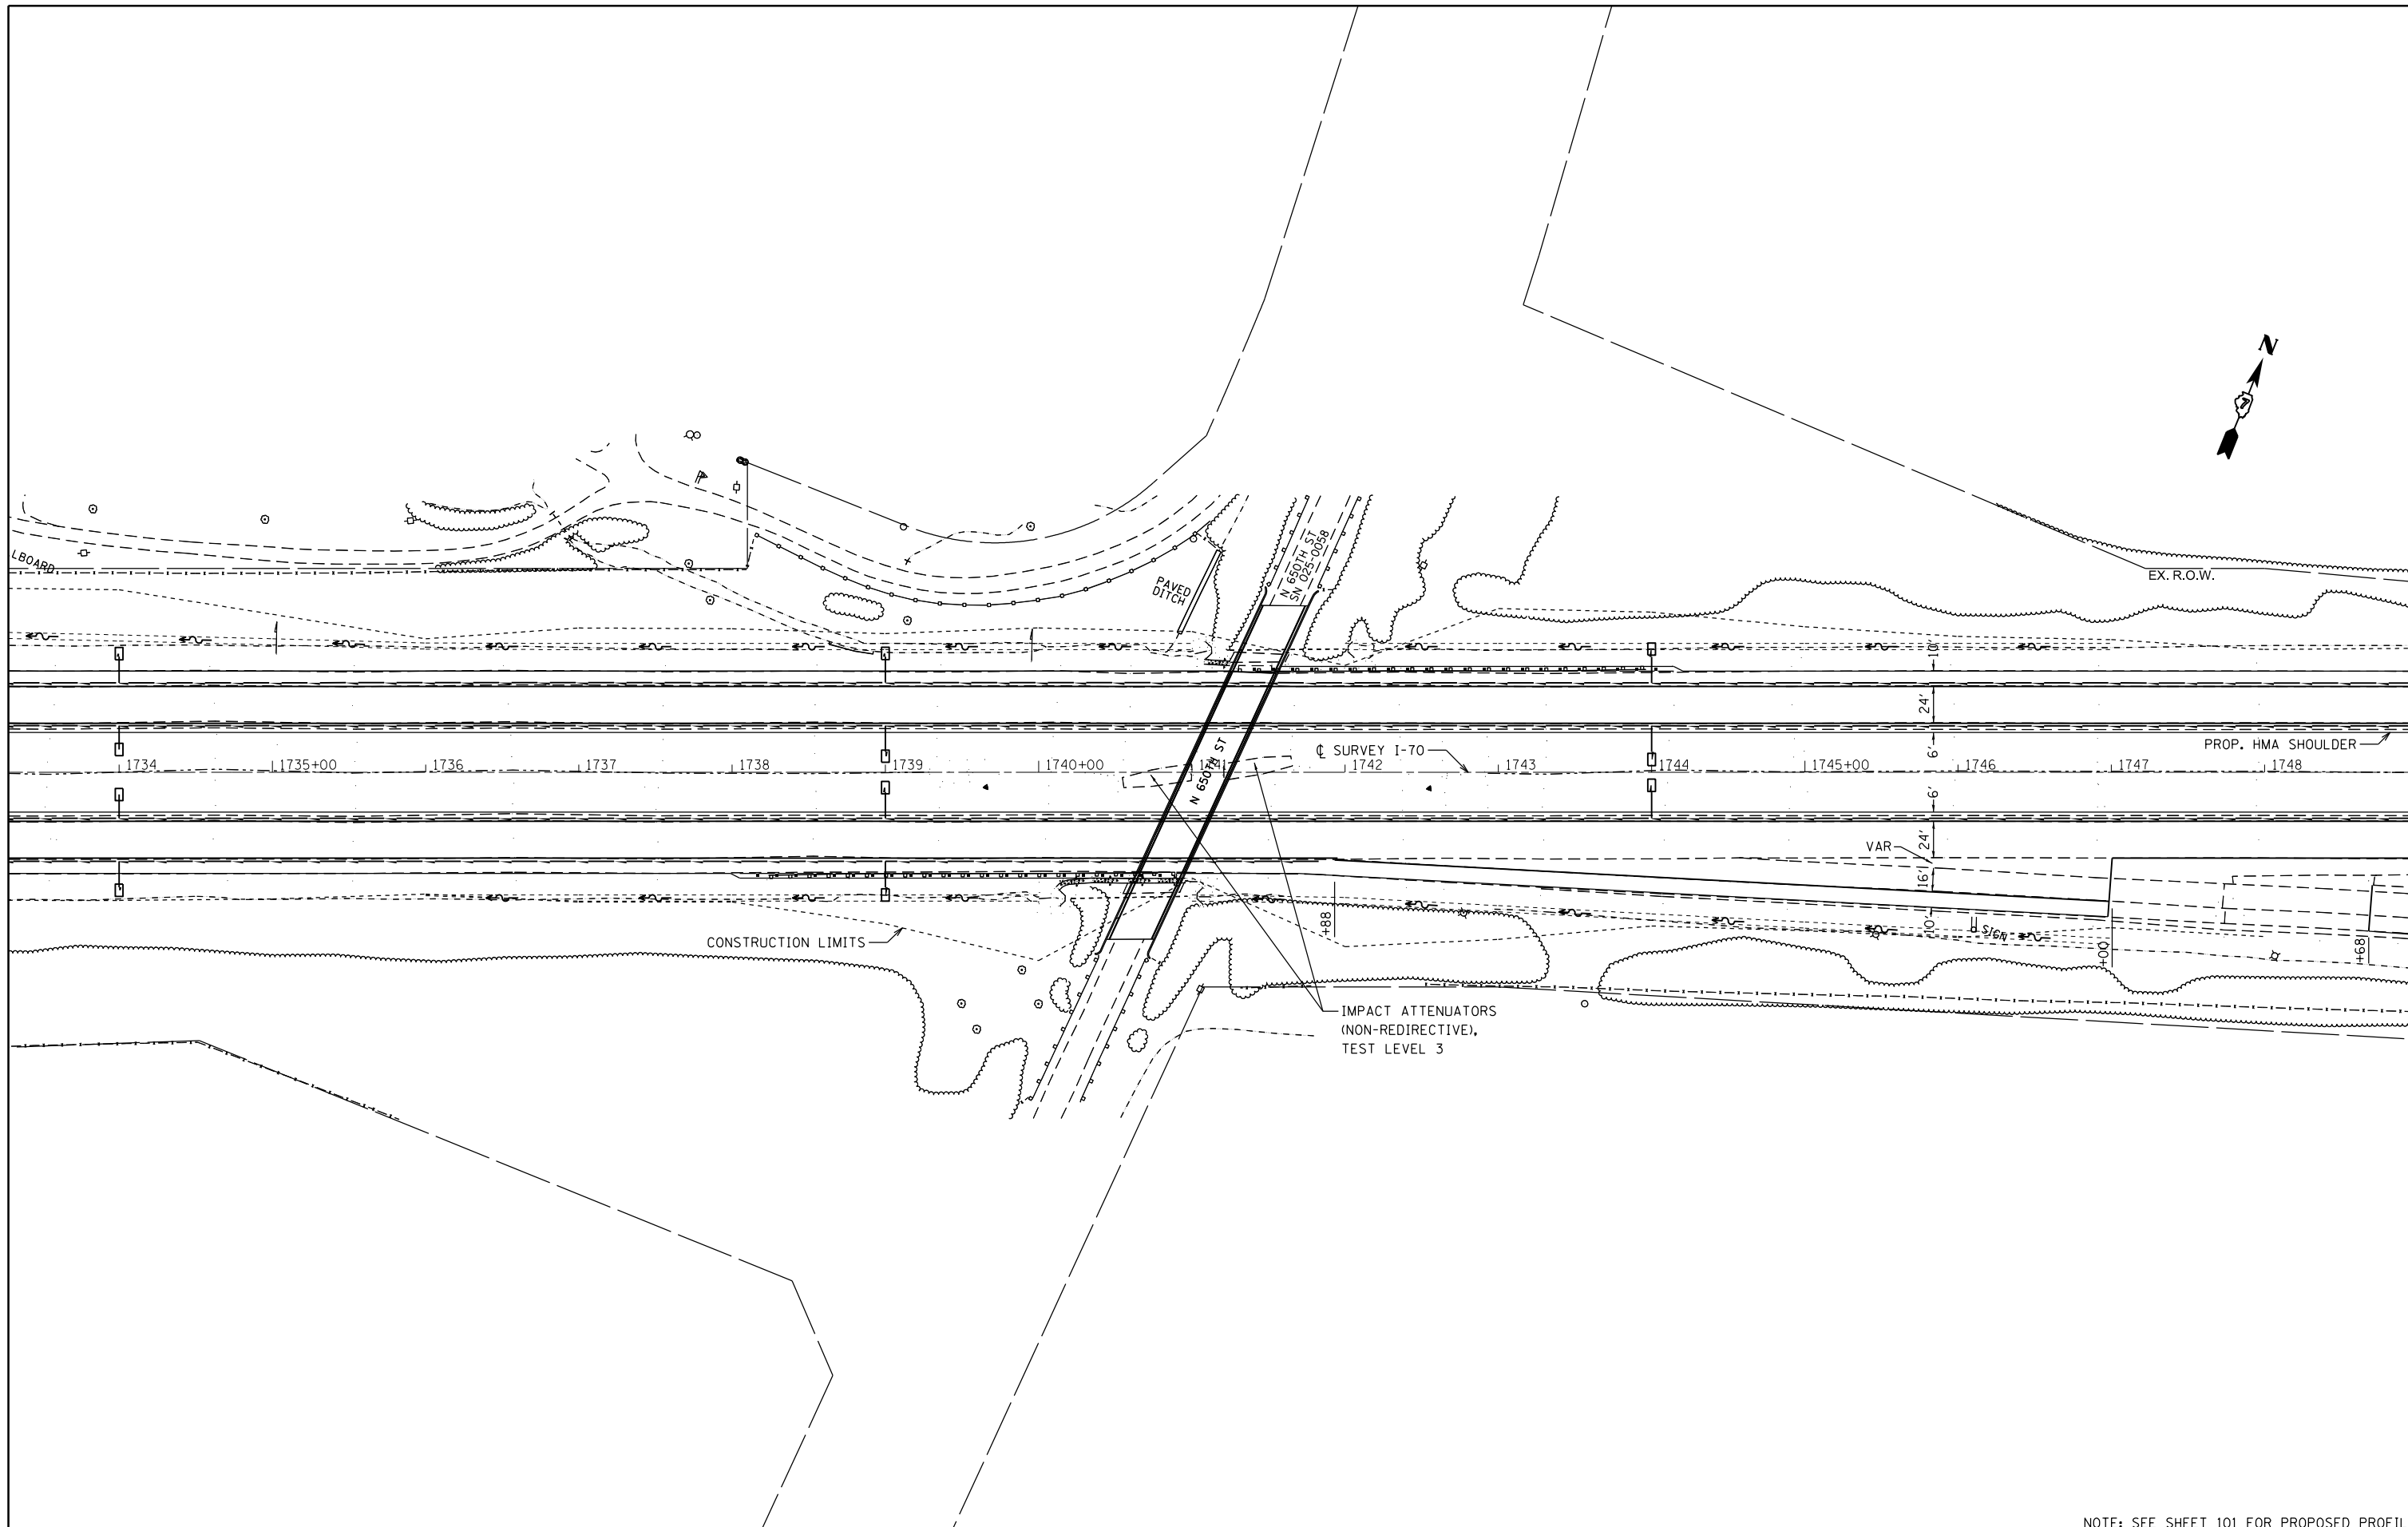 N
7
LBOARD
PAVED
DITCH
N 650TH ST
SN 025-0058
EX. R.O.W.
10'
24'
6'
PROP. HMA SHOULDER
℄ SURVEY I-70
N 650TH ST
1734
1735+00
1736
1737
1738
1739
1740+00
1741
1742
1743
1744
1745+00
1746
1747
1748
6'
24'
VAR
16'
10'
+88
SIGN
+00
+68
CONSTRUCTION LIMITS
IMPACT ATTENUATORS
(NON-REDIRECTIVE),
TEST LEVEL 3
NOTE: SEE SHEET 101 FOR PROPOSED PROFIL